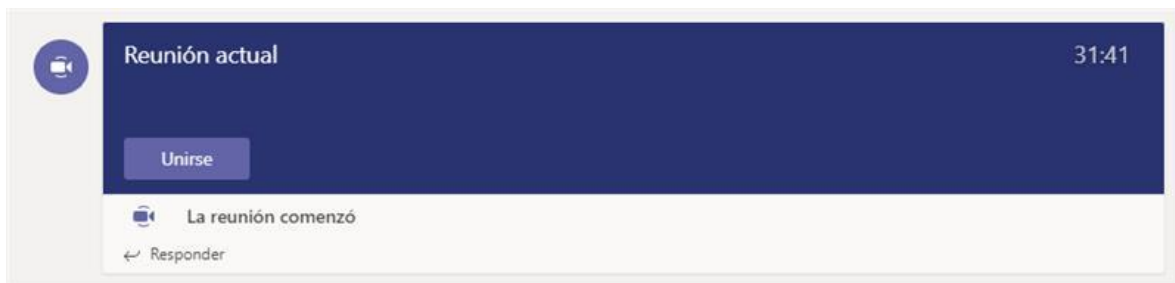 Reunión actual
31:41
Unirse
La reunión comenzó
Responder